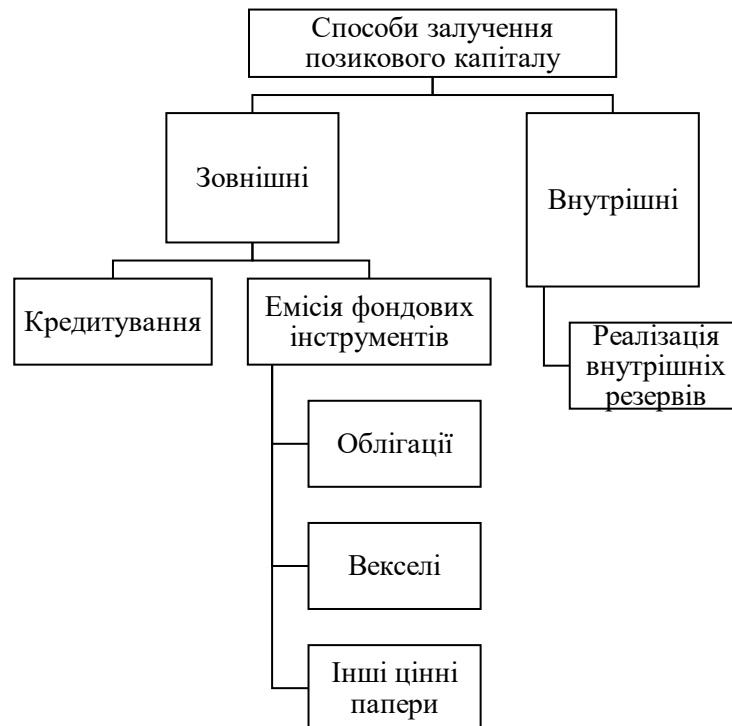 Способи залучення
позикового капіталу
Зовнішні
Внутрішні
Кредитування
Емісія фондових
інструментів
Реалізація
внутрішніх
резервів
Облігації
Векселі
Інші цінні
папери